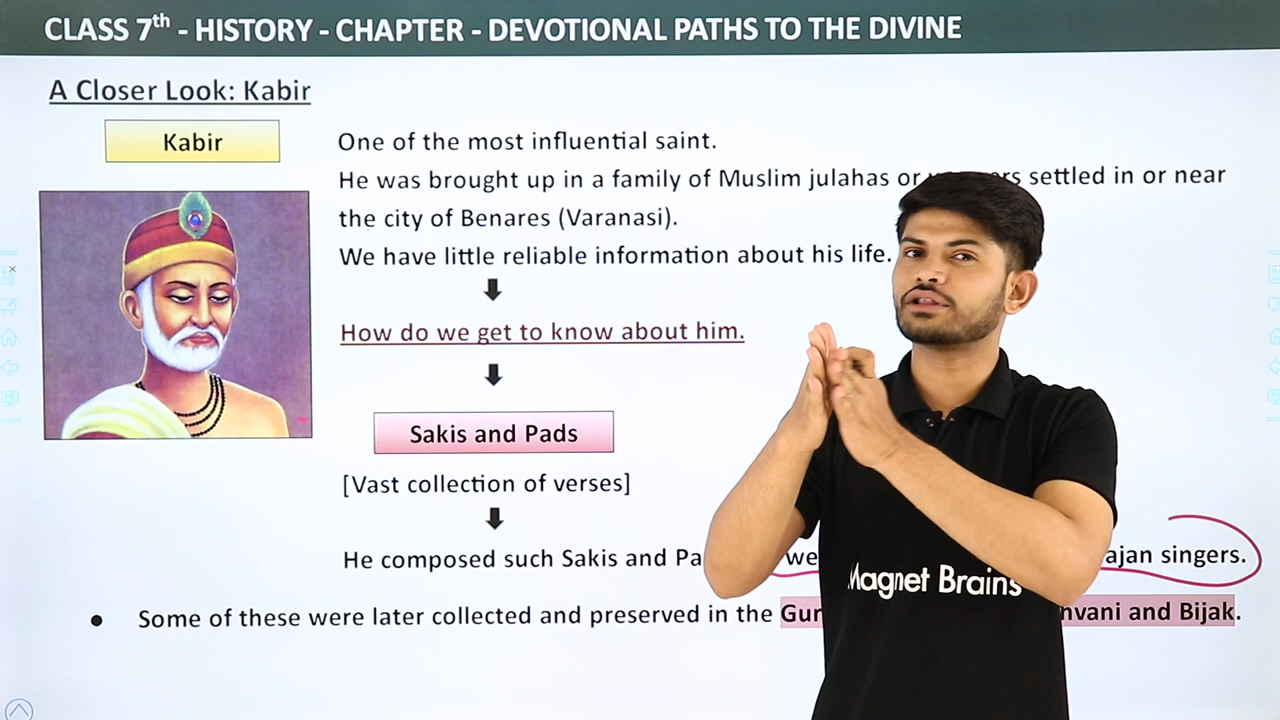 CLASS 7th - HISTORY - CHAPTER - DEVOTIONAL PATHS TO THE DIVINE
A Closer Look: Kabir
Kabir
One of the most influential saint.
He was brought up in a family of Muslim julahas or settled in or near
the city of Benares (Varanasi).
We have little reliable information about his life.
How do we get to know about him.
Sakis and Pads
[Vast collection of verses]
He composed such Sakis and singers.
Some of these were later collected and preserved in the and Bijak.
Magnet Brains